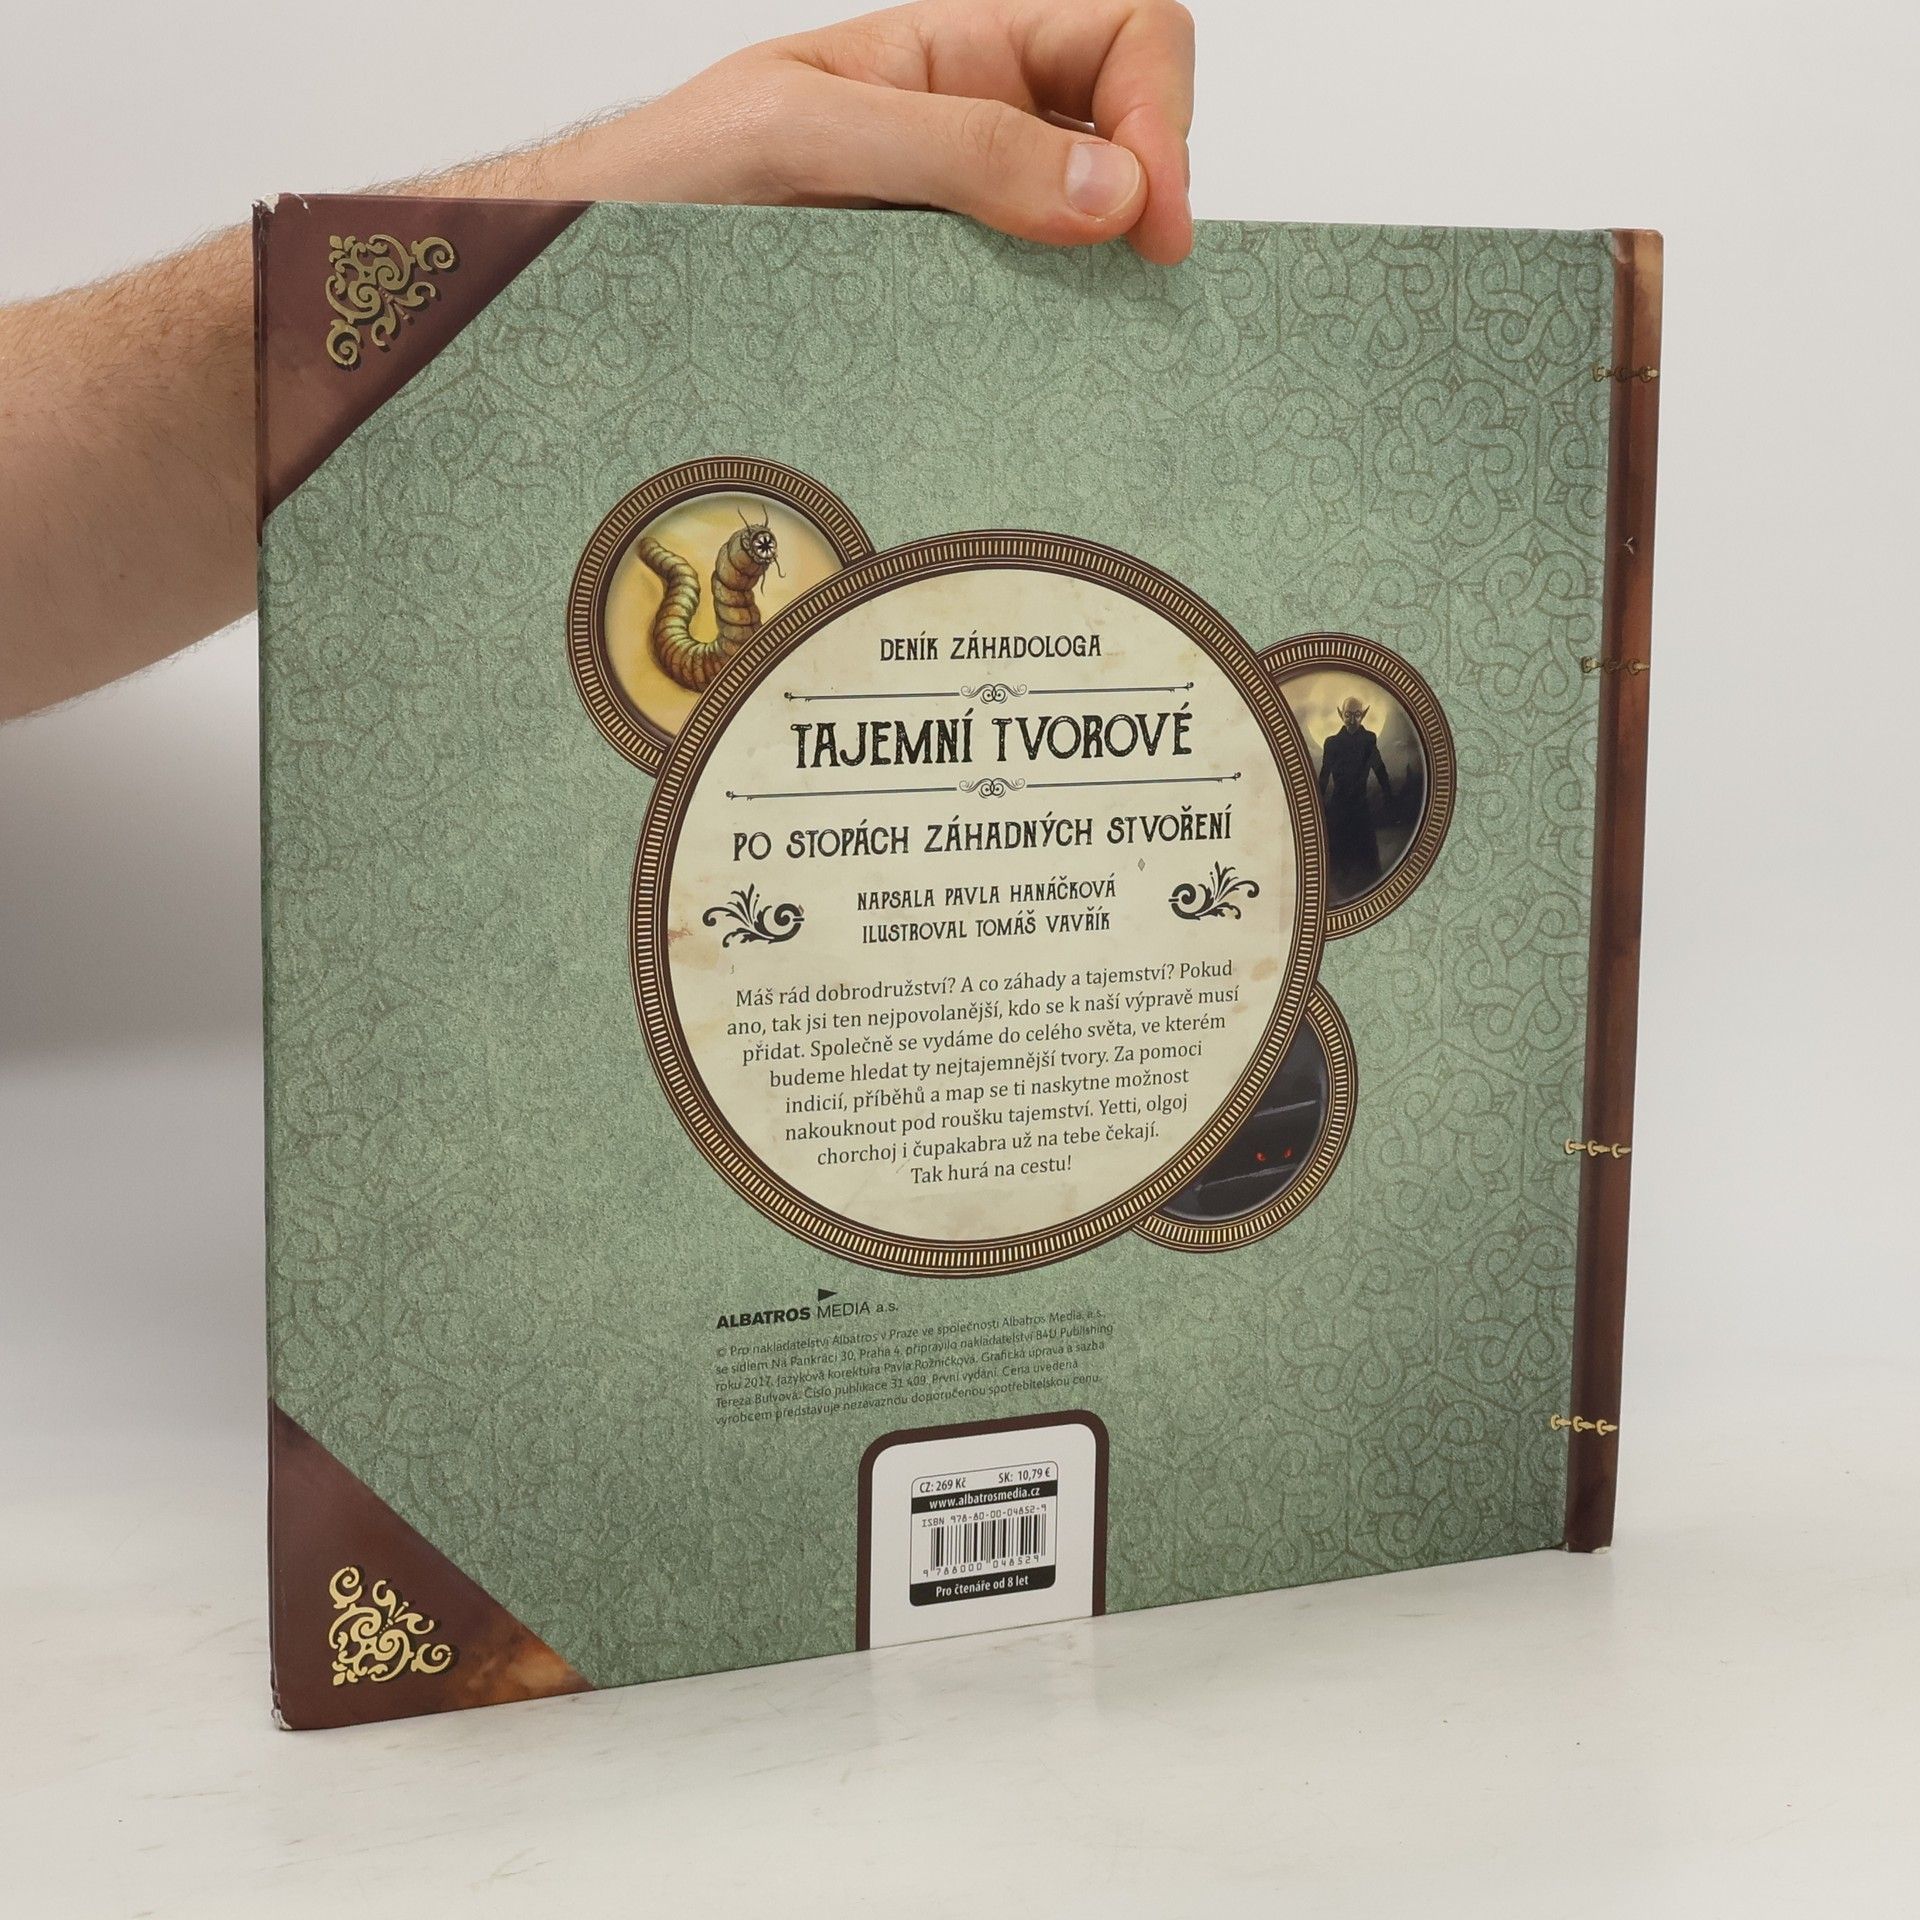 DENÍK ZÁHADOLOGA
TAJEMNÍ TVOROVÉ
PO STOPÁCH ZÁHADNÝCH STVOŘENÍ
NAPSALA PAVLA HANÁČKOVÁ
ILUSTROVAL TOMÁŠ VAVŘÍK
Máš rád dobrodružství? A co záhady a tajemství? Pokud
ano, tak jsi ten nejpovolanější, kdo se k naší výpravě musí
přidat. Společně se vydáme do celého světa, ve kterém
budeme hledat ty nejtajemnější tvory. Za pomoci
indicií, příběhů a map se ti naskytne možnost
nakouknout pod roušku tajemství. Yetti, olgoj
chorchoj i čupakabra už na tebe čekají.
Tak hurá na cestu!
ALBATROS MEDIA a.s.
© Pro nakladatelství Albatros v Praze ve společnosti Albatros Media, a.s.,
se sídlem Na Pankráci 30, Praha 4, připravilo nakladatelství B4U Publishing
roku 2017. Jazyková korektura Pavla Rožníčková. Grafická úprava a sazba
Tereza Bulvová. Číslo publikace 31 409. První vydání. Cena uvedená
výrobcem představuje nezávaznou doporučenou spotřebitelskou cenu.
CZ: 269 Kč SK: 10,79 €
www.albatrosmedia.cz
ISBN 978-80-00-04852-9
9 788000 048529
Pro čtenáře od 8 let